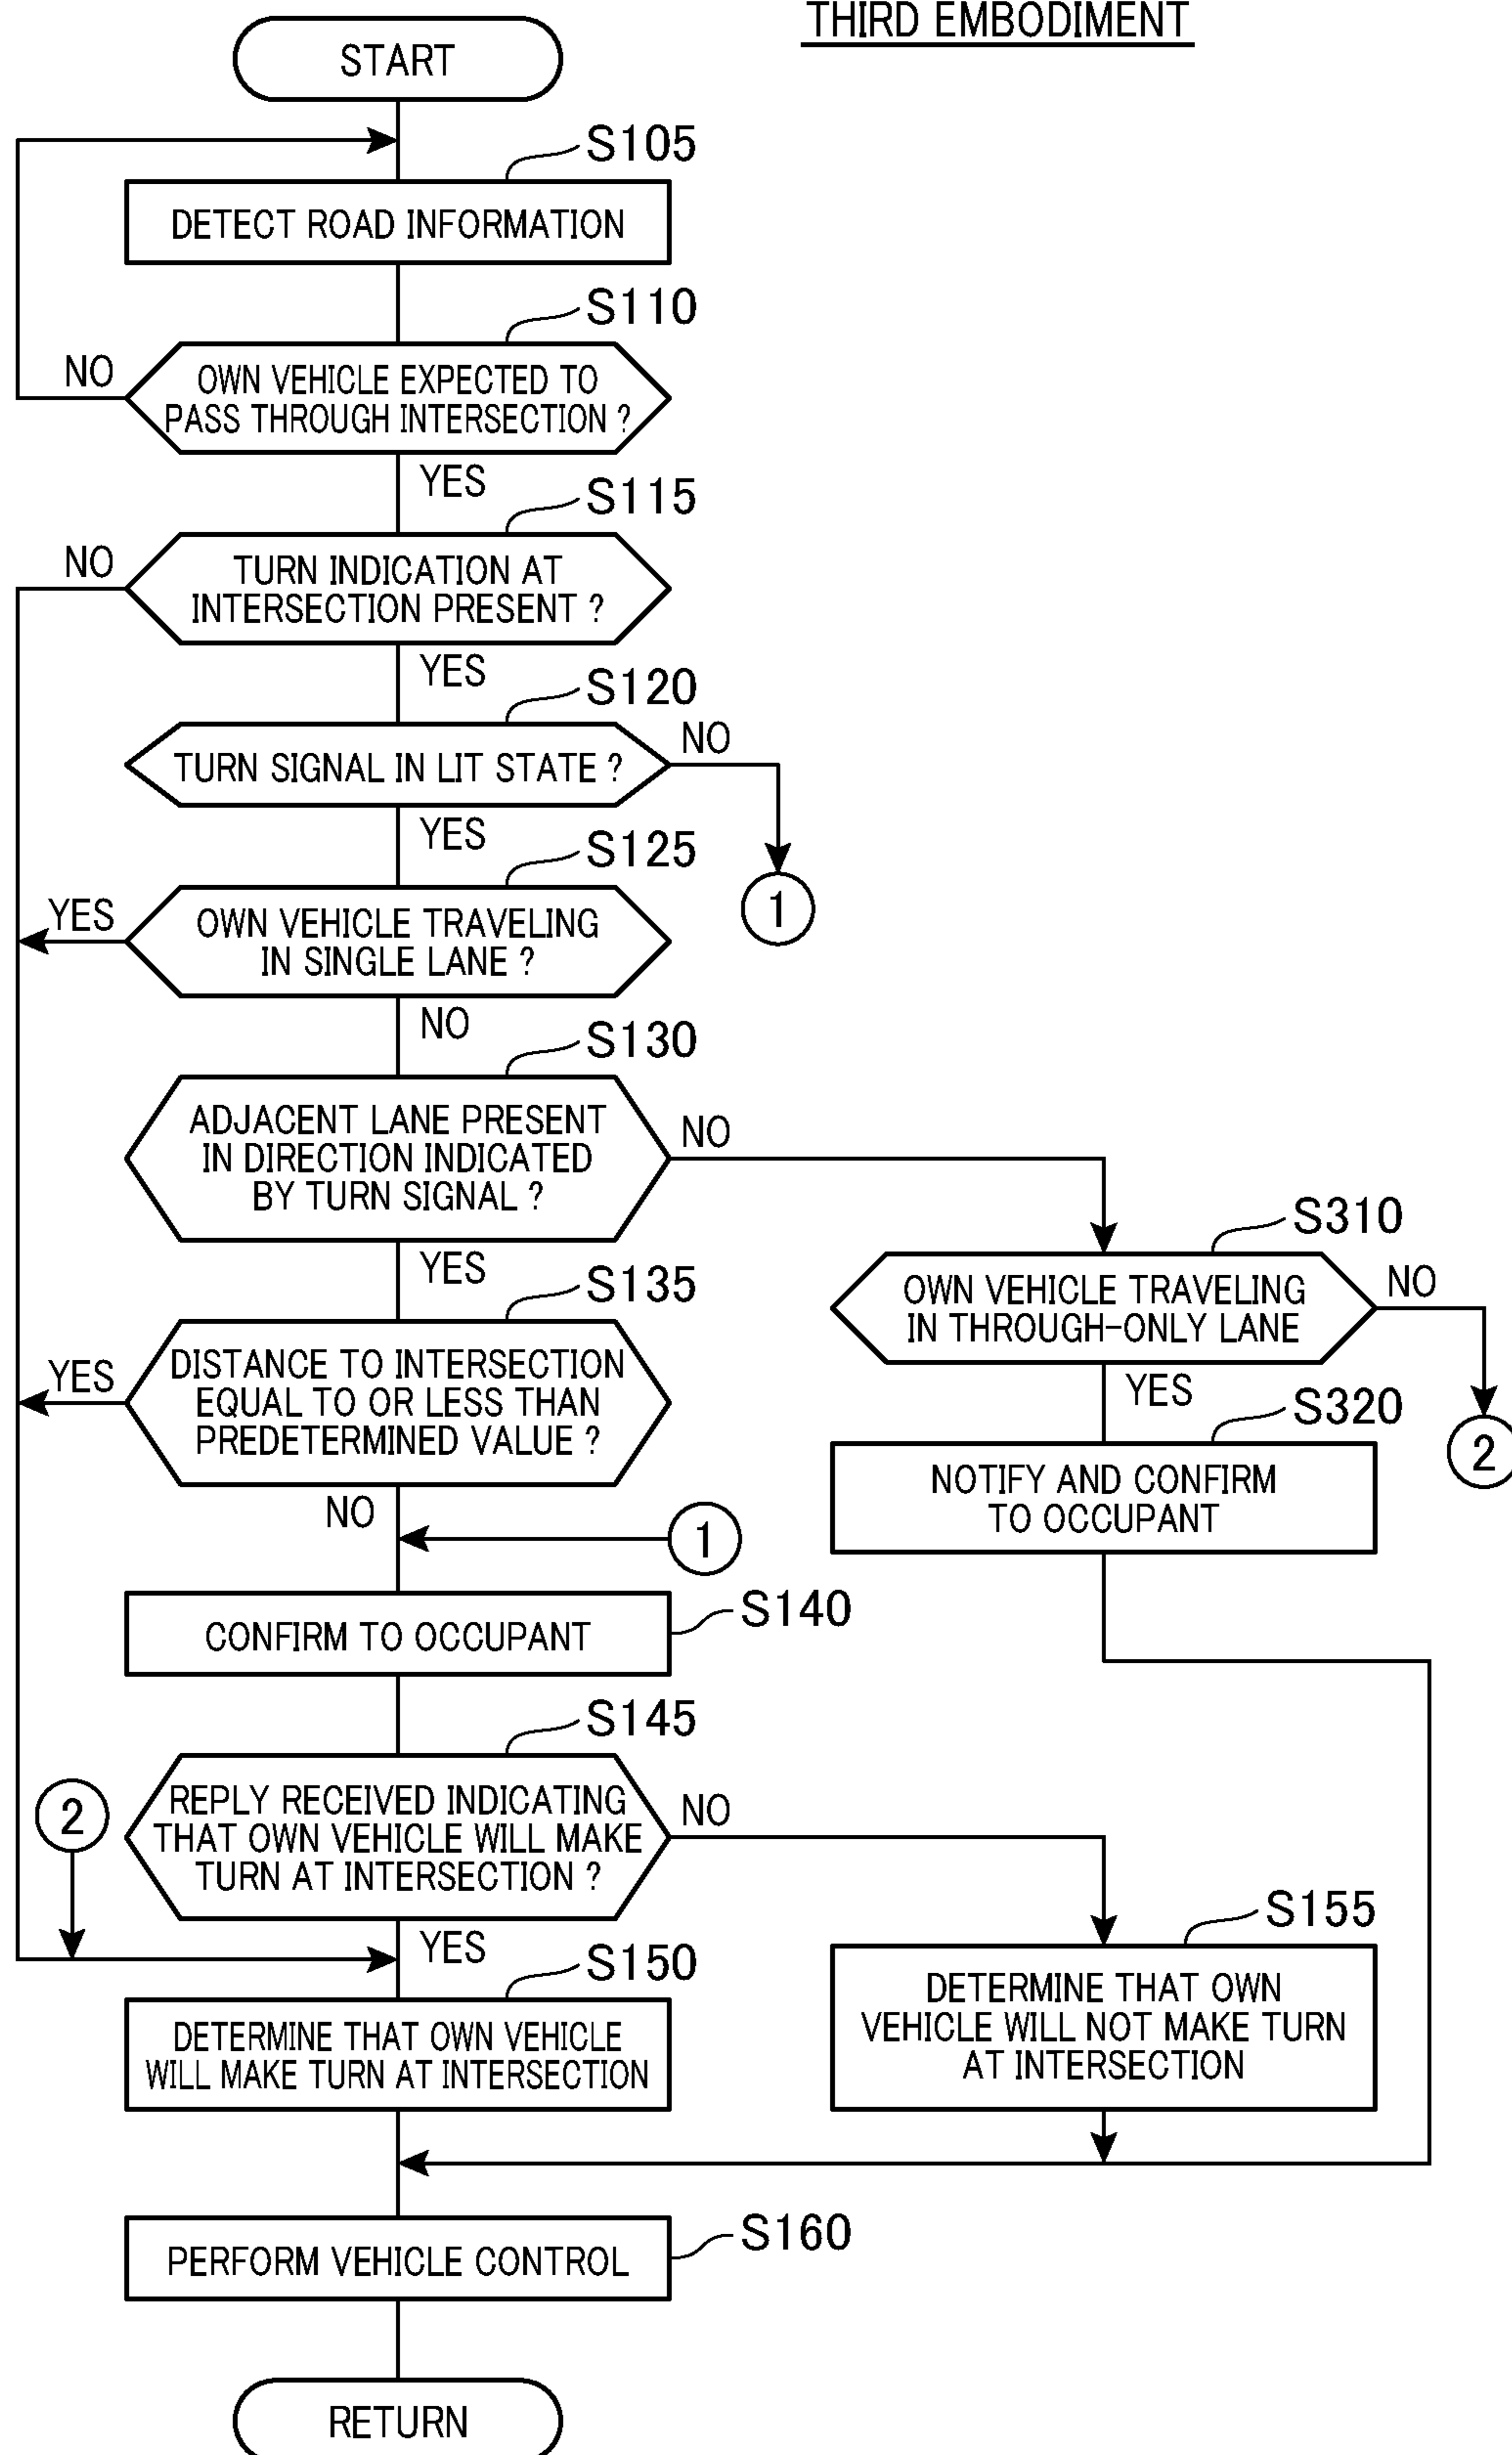 THIRD EMBODIMENT
START
S105
DETECT ROAD INFORMATION
S110
NO
OWN VEHICLE EXPECTED TO
PASS THROUGH INTERSECTION ?
YES
S115
NO
TURN INDICATION AT
INTERSECTION PRESENT ?
YES
S120
NO
TURN SIGNAL IN LIT STATE ?
YES
S125
1
YES
OWN VEHICLE TRAVELING
IN SINGLE LANE ?
NO
S130
ADJACENT LANE PRESENT
IN DIRECTION INDICATED
BY TURN SIGNAL ?
NO
YES
S135
S310
OWN VEHICLE TRAVELING
IN THROUGH-ONLY LANE
NO
YES
DISTANCE TO INTERSECTION
EQUAL TO OR LESS THAN
PREDETERMINED VALUE ?
YES
S320
2
NOTIFY AND CONFIRM
TO OCCUPANT
NO
1
S140
CONFIRM TO OCCUPANT
S145
2
REPLY RECEIVED INDICATING
THAT OWN VEHICLE WILL MAKE
TURN AT INTERSECTION ?
NO
YES
S150
S155
DETERMINE THAT OWN VEHICLE
WILL MAKE TURN AT INTERSECTION
DETERMINE THAT OWN
VEHICLE WILL NOT MAKE TURN
AT INTERSECTION
S160
PERFORM VEHICLE CONTROL
RETURN